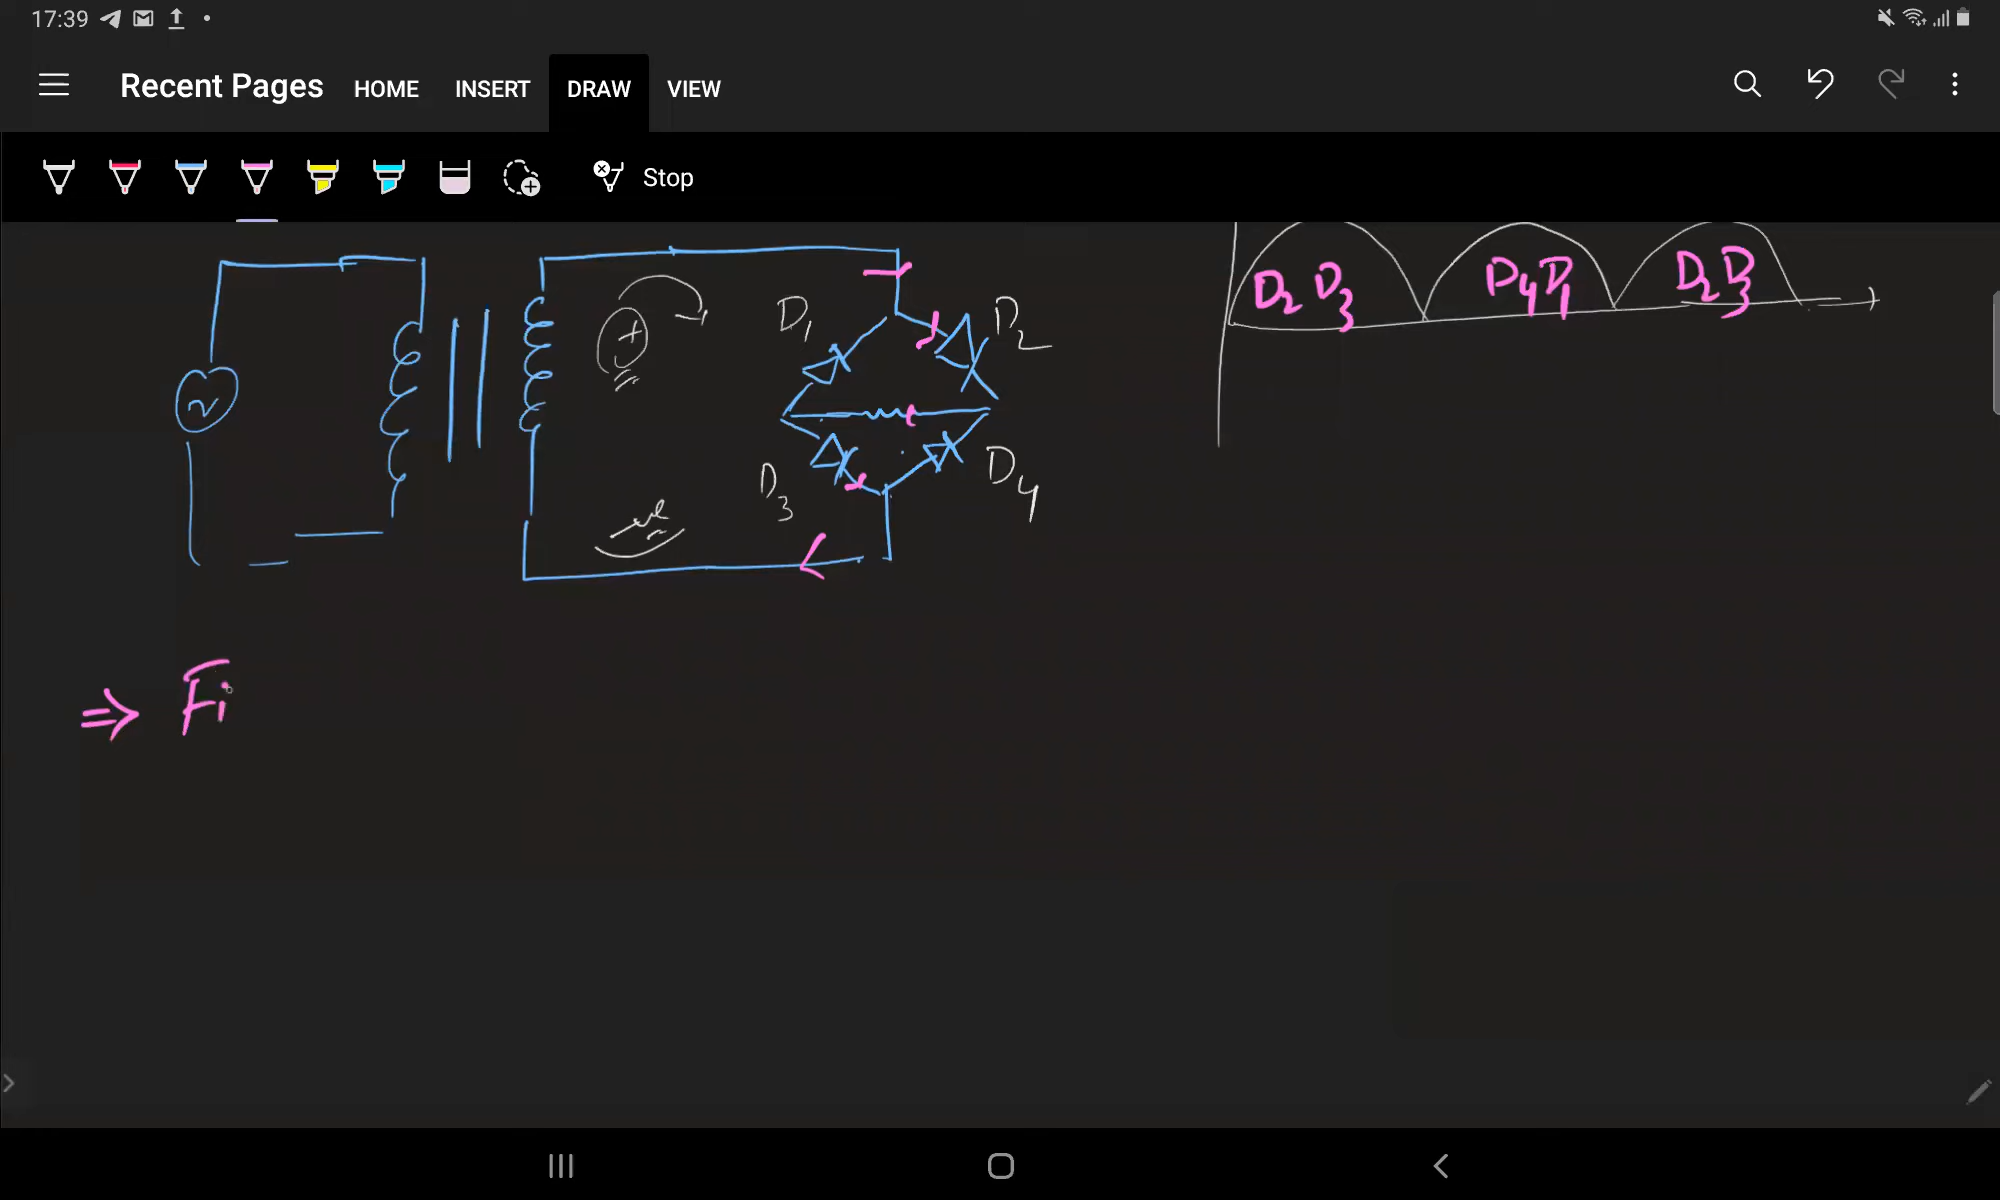 17:39
Recent Pages HOME INSERT DRAW VIEW
Stop
D2 D3 D4 D1 D2 D3
D1 D2
+
D3 D4
-ve
⇒ Fi